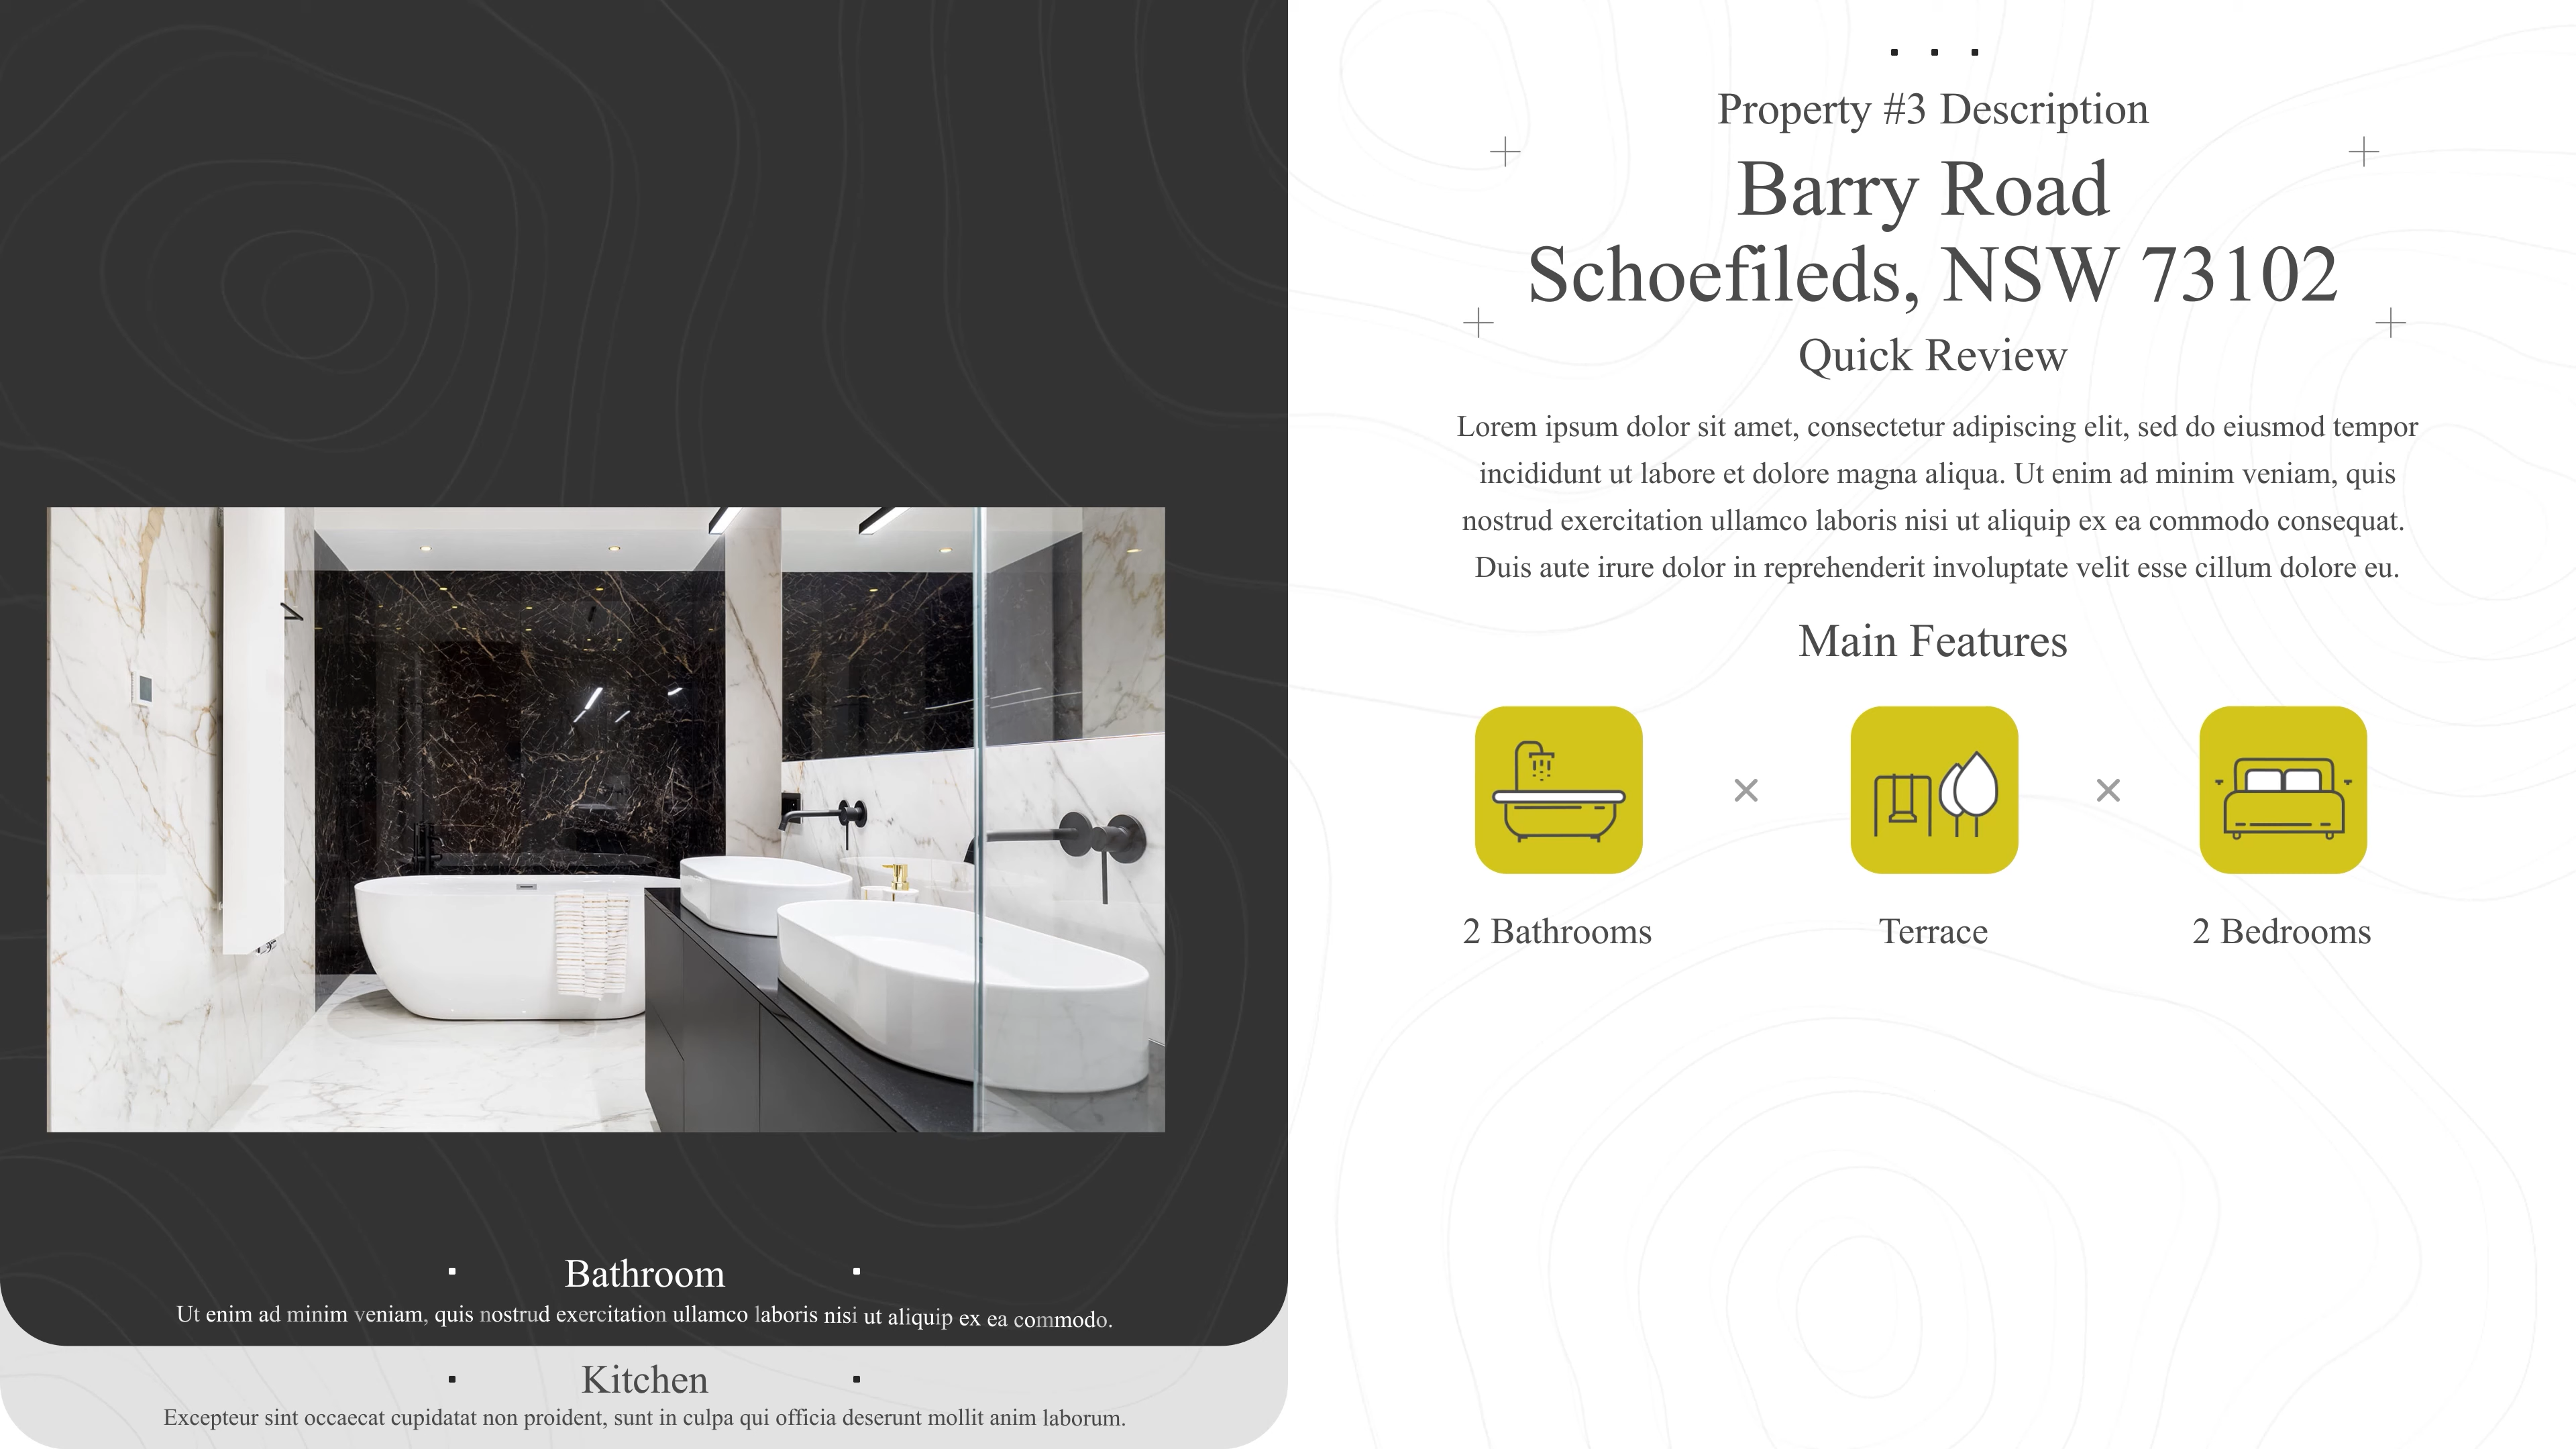 Property #3 Description
Barry Road
Schoefileds, NSW 73102
Quick Review
Lorem ipsum dolor sit amet, consectetur adipiscing elit, sed do eiusmod tempor
incididunt ut labore et dolore magna aliqua. Ut enim ad minim veniam, quis
nostrud exercitation ullamco laboris nisi ut aliquip ex ea commodo consequat.
Duis aute irure dolor in reprehenderit involuptate velit esse cillum dolore eu.
Main Features
2 Bathrooms
Terrace
2 Bedrooms
Bathroom
Ut enim ad minim veniam, quis nostrud exercitation ullamco laboris nisi ut aliquip ex ea commodo.
Kitchen
Excepteur sint occaecat cupidatat non proident, sunt in culpa qui officia deserunt mollit anim laborum.